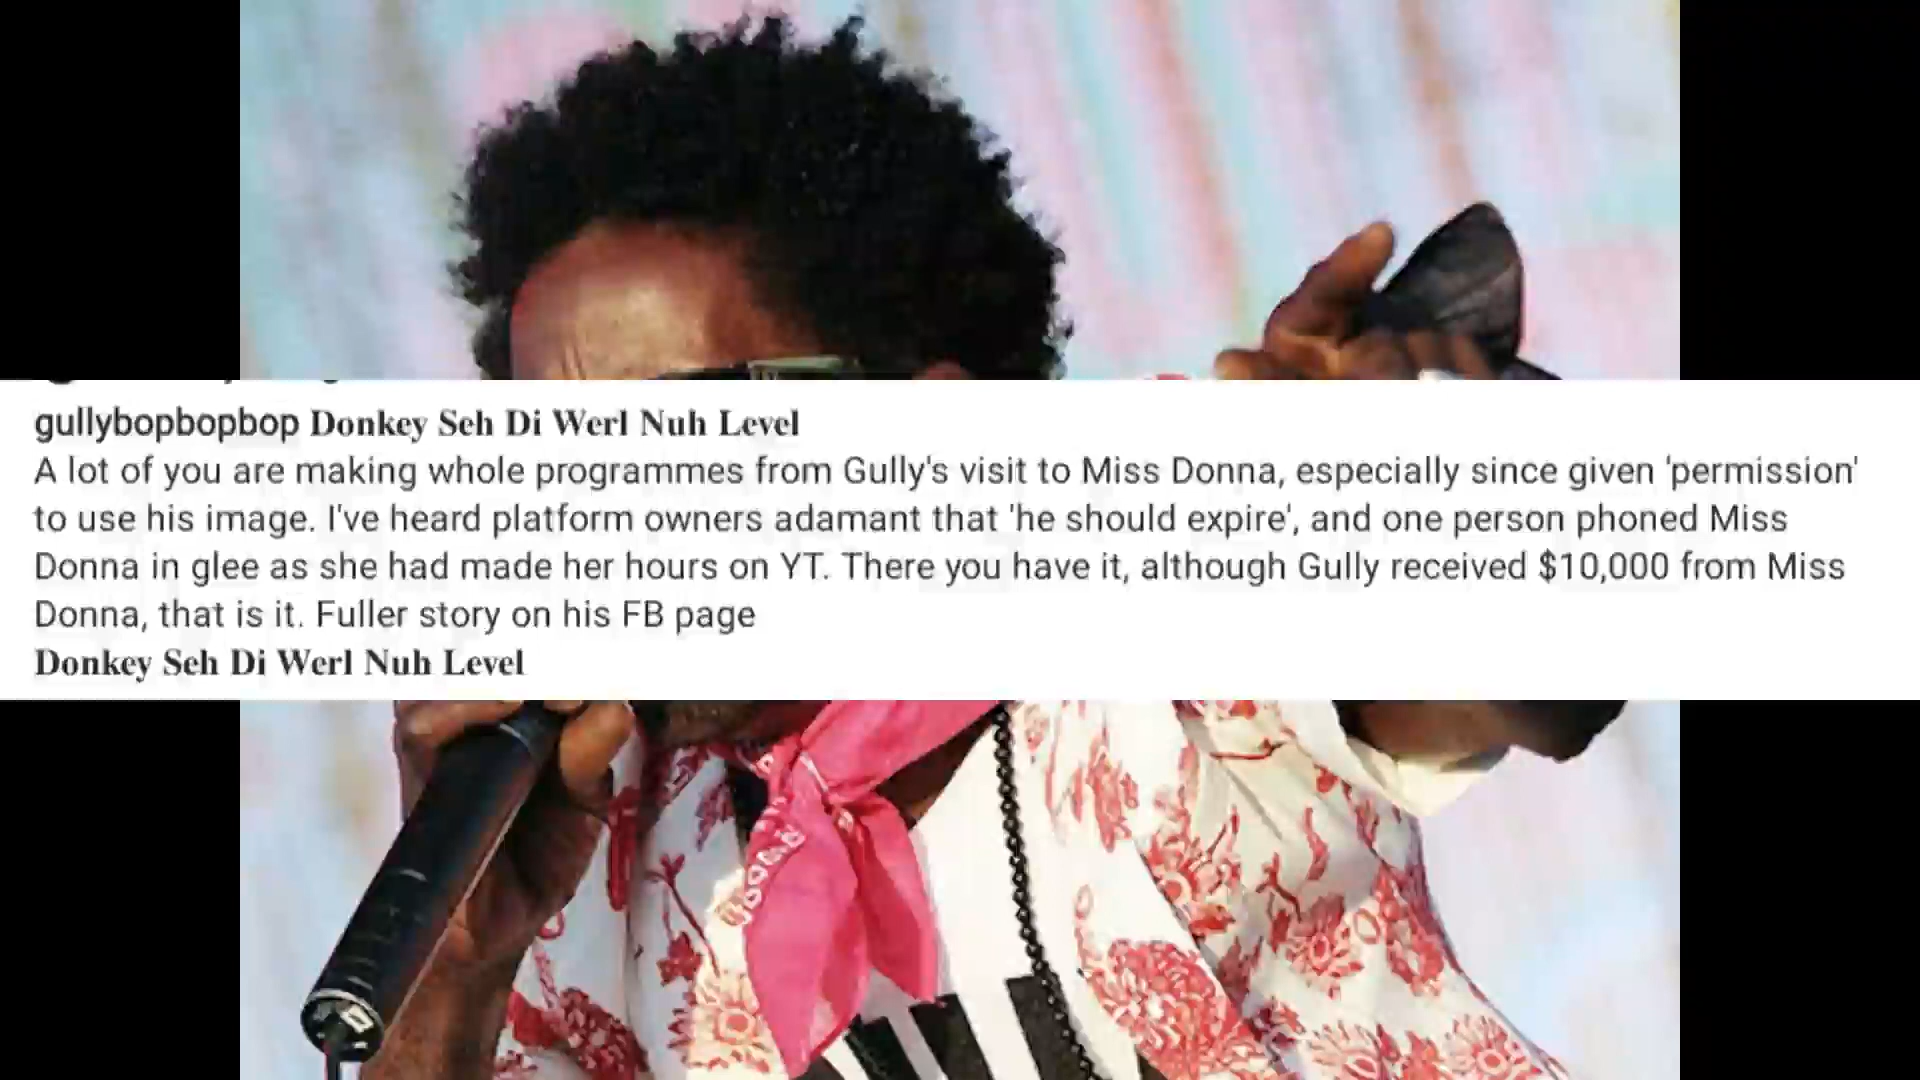 gullybopbopbop Donkey Seh Di Werl Nuh Level
A lot of you are making whole programmes from Gully's visit to Miss Donna, especially since given 'permission'
to use his image. I've heard platform owners adamant that 'he should expire', and one person phoned Miss
Donna in glee as she had made her hours on YT. There you have it, although Gully received $10,000 from Miss
Donna, that is it. Fuller story on his FB page
Donkey Seh Di Werl Nuh Level